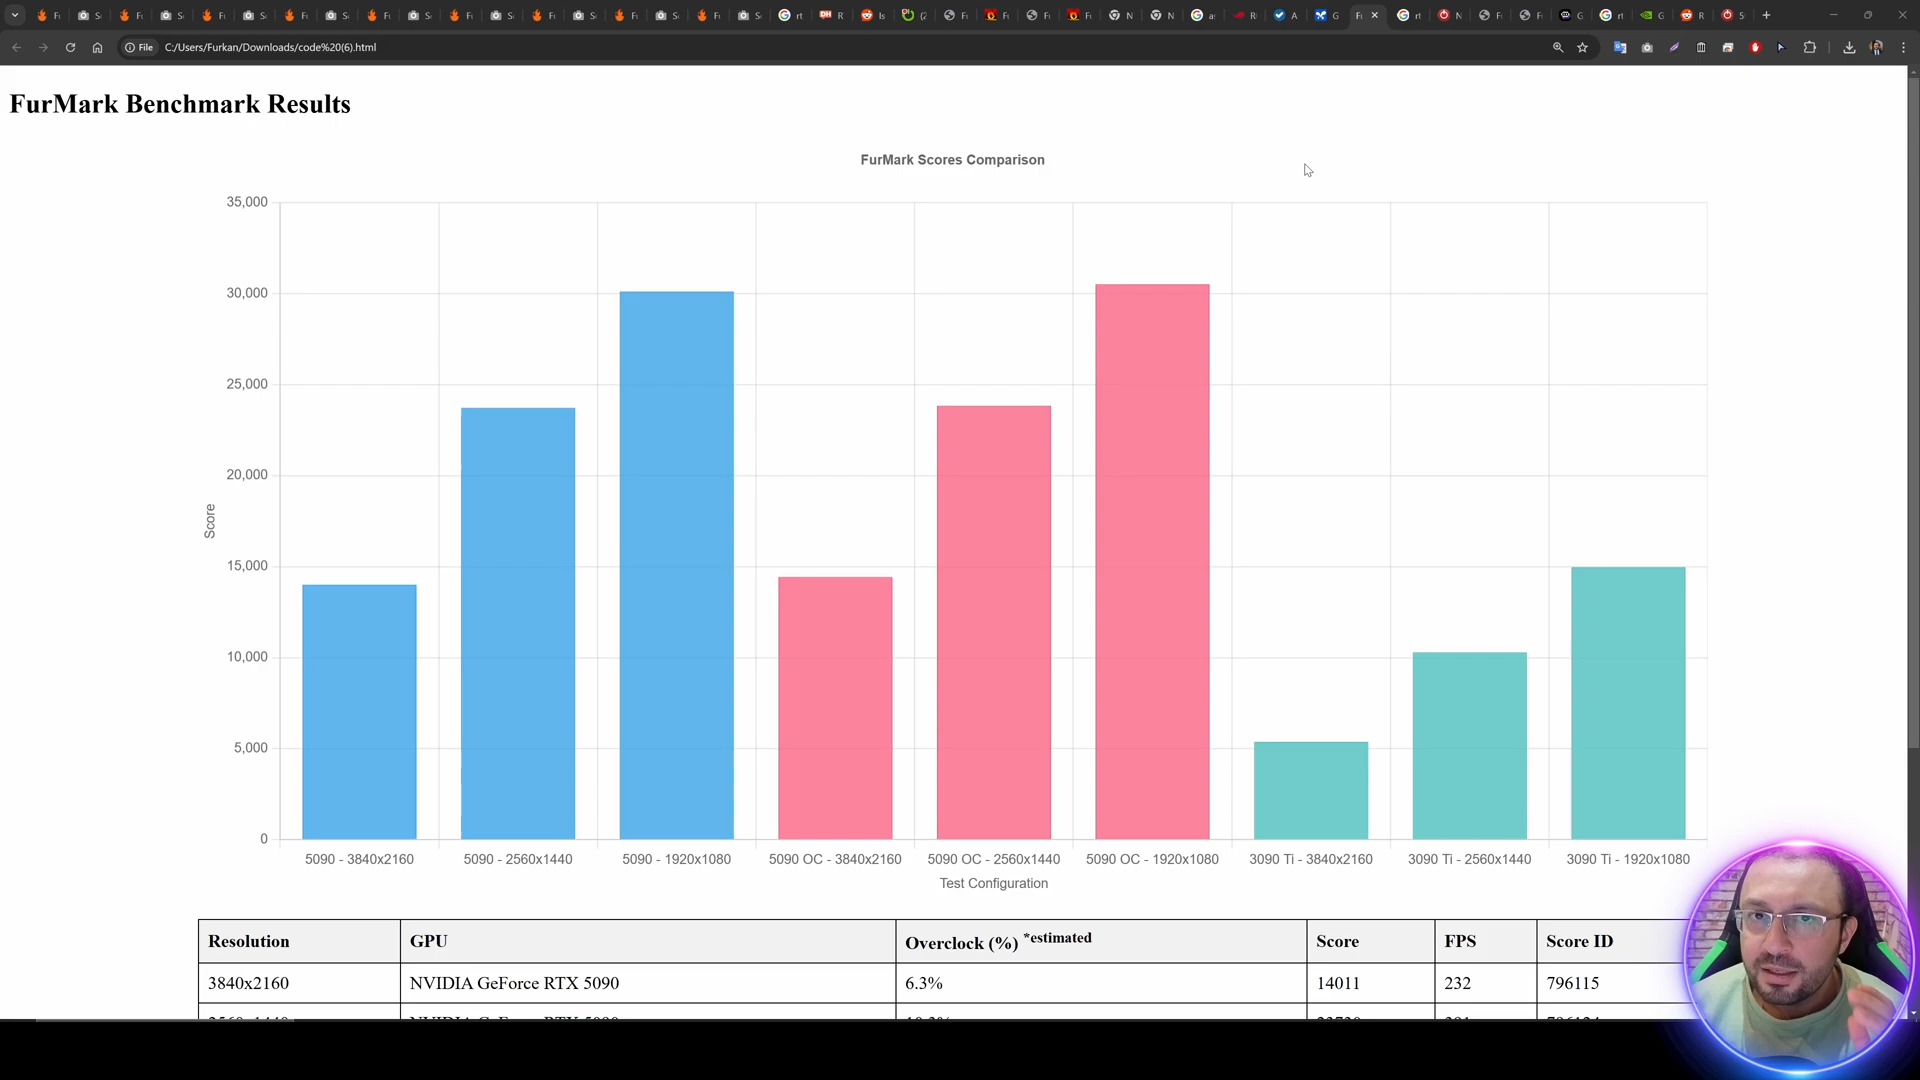 File
C:/Users/Furkan/Downloads/code%20(6).html
FurMark Benchmark Results
FurMark Scores Comparison
35,000
30,000
25,000
20,000
15,000
10,000
5,000
0
Score
5090 - 3840x2160
5090 - 2560x1440
5090 - 1920x1080
5090 OC - 3840x2160
5090 OC - 2560x1440
5090 OC - 1920x1080
3090 Ti - 3840x2160
3090 Ti - 2560x1440
3090 Ti - 1920x1080
Test Configuration
Resolution GPU Overclock (%) *estimated Score FPS Score ID
3840x2160 NVIDIA GeForce RTX 5090 6.3% 14011 232 796115